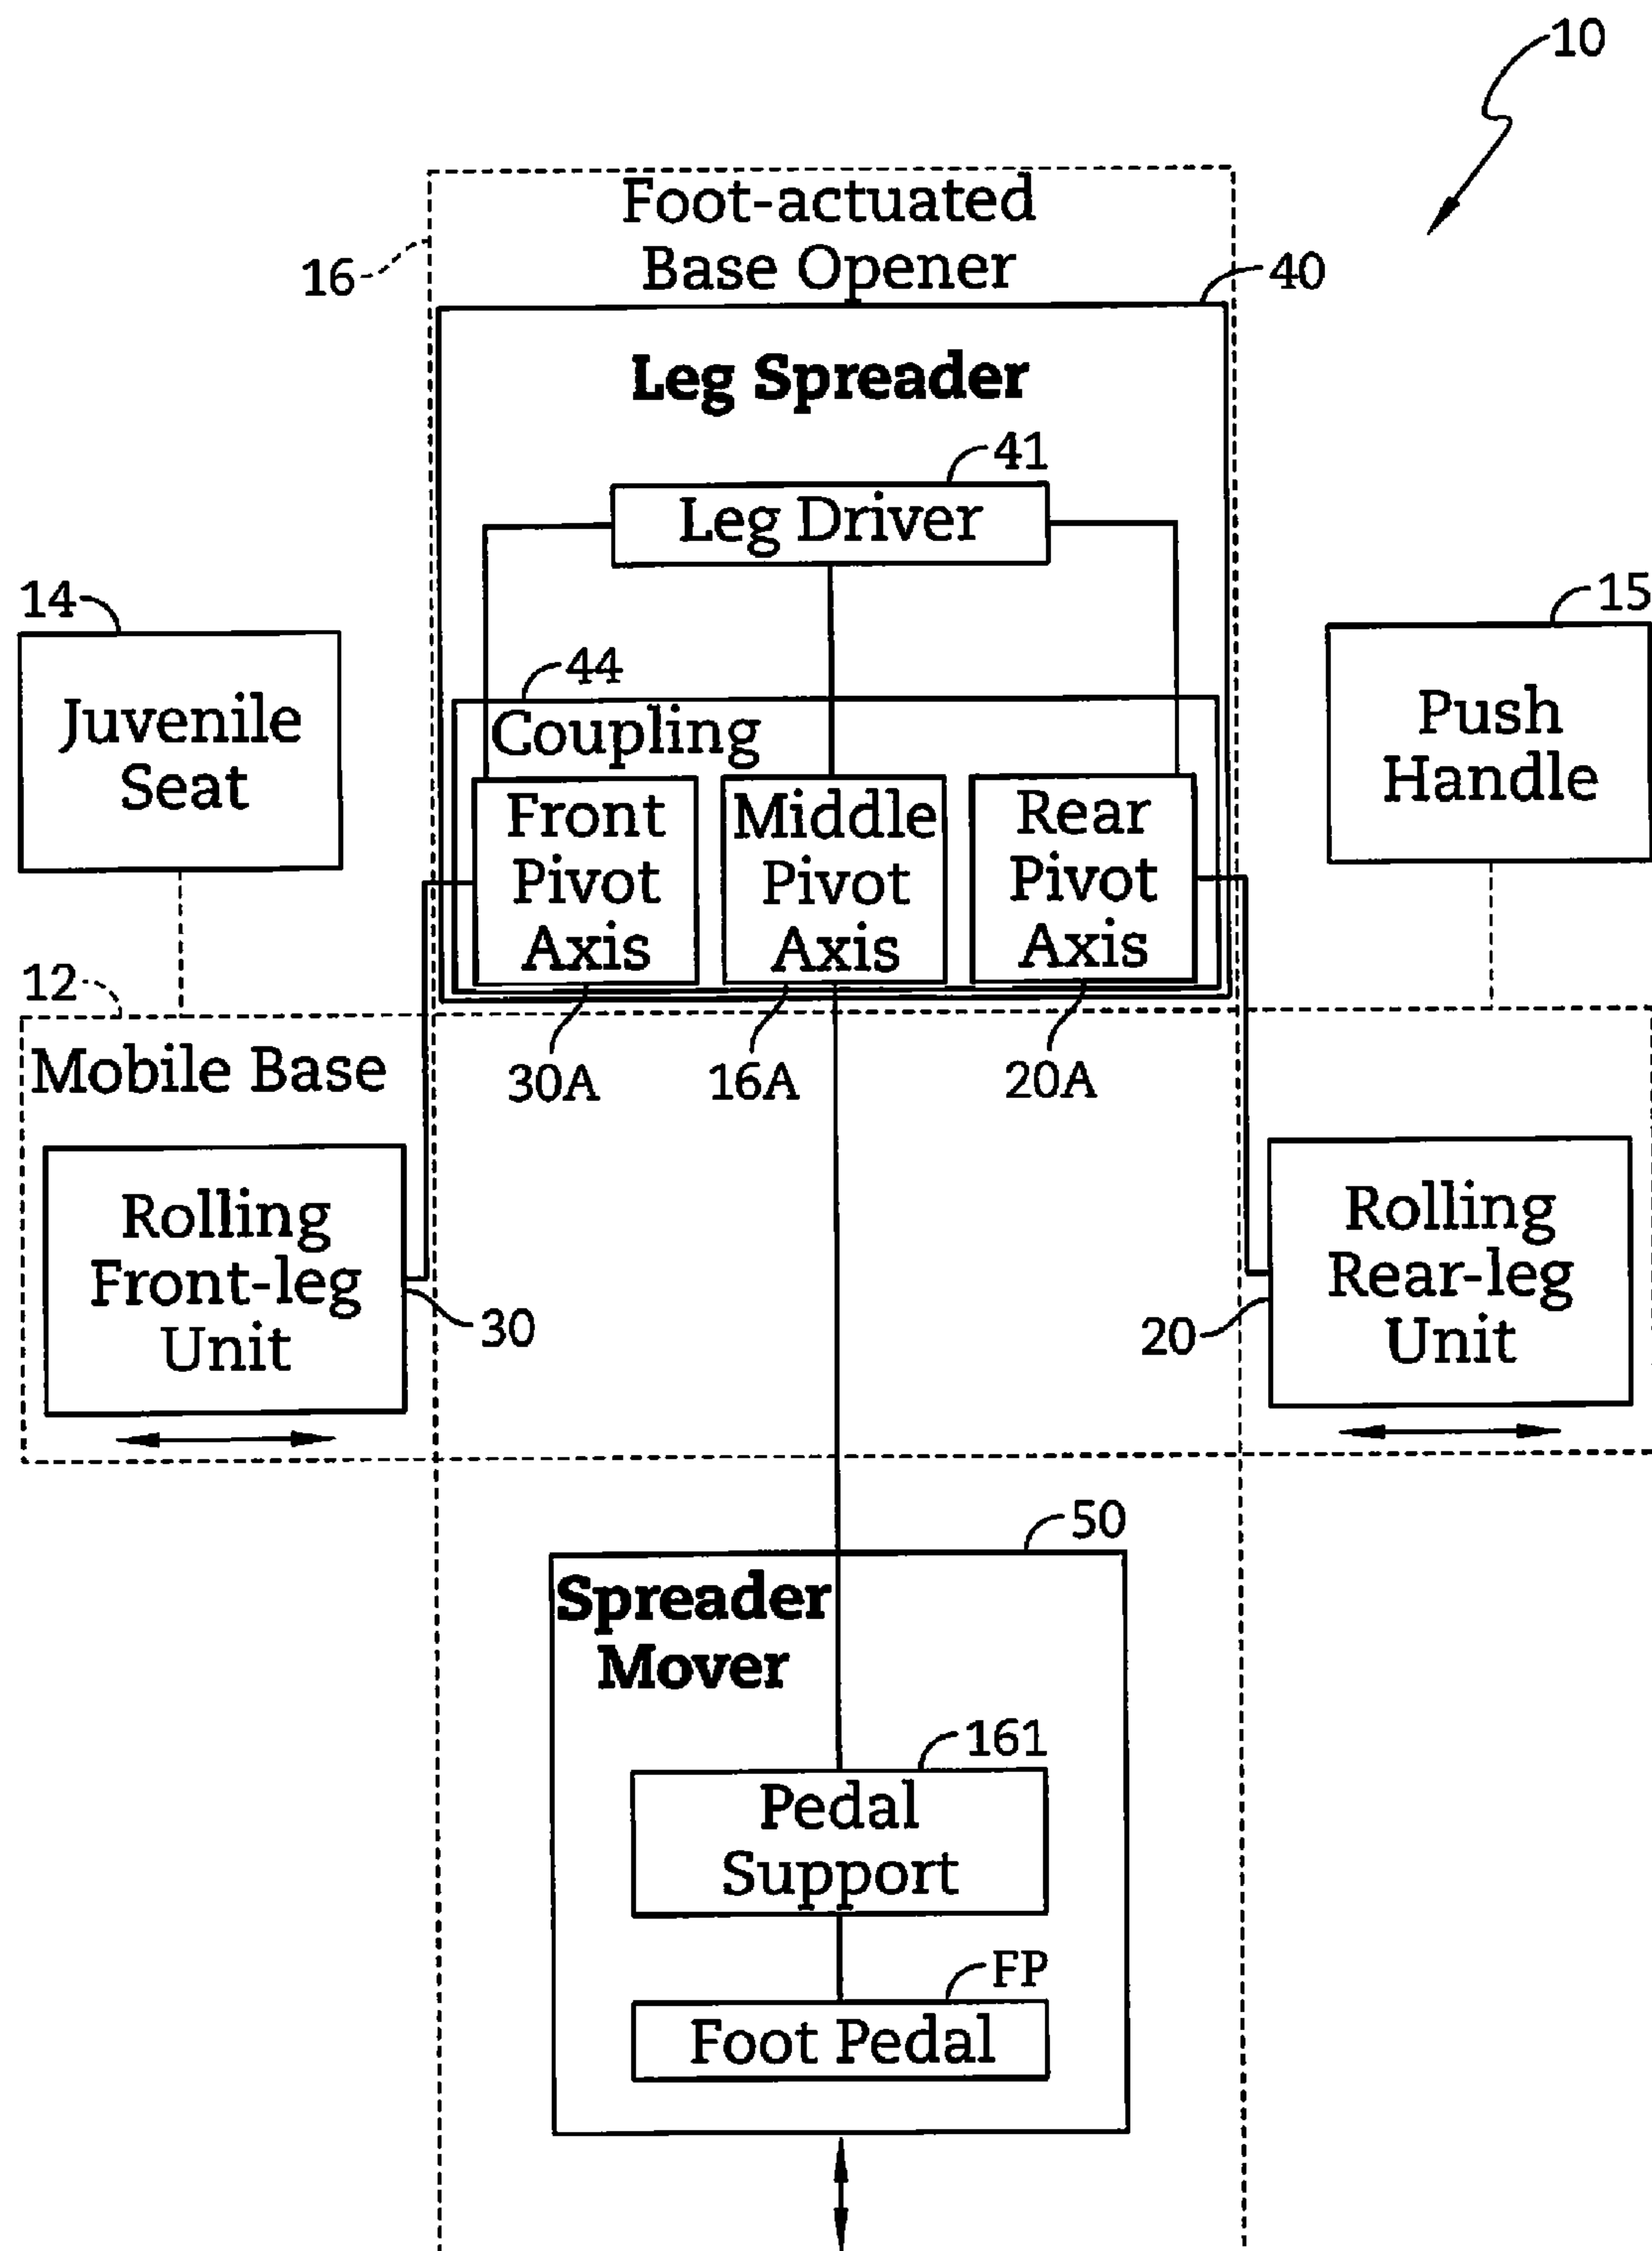 10
Foot-actuated
Base Opener
16
40
Leg Spreader
41
Leg Driver
14
15
44
Juvenile
Seat
Coupling
Push
Handle
Front
Pivot
Axis
Middle
Pivot
Axis
Rear
Pivot
Axis
12
Mobile Base
30A
16A
20A
Rolling
Front-leg
Unit
30
20
Rolling
Rear-leg
Unit
50
Spreader
Mover
161
Pedal
Support
FP
Foot Pedal